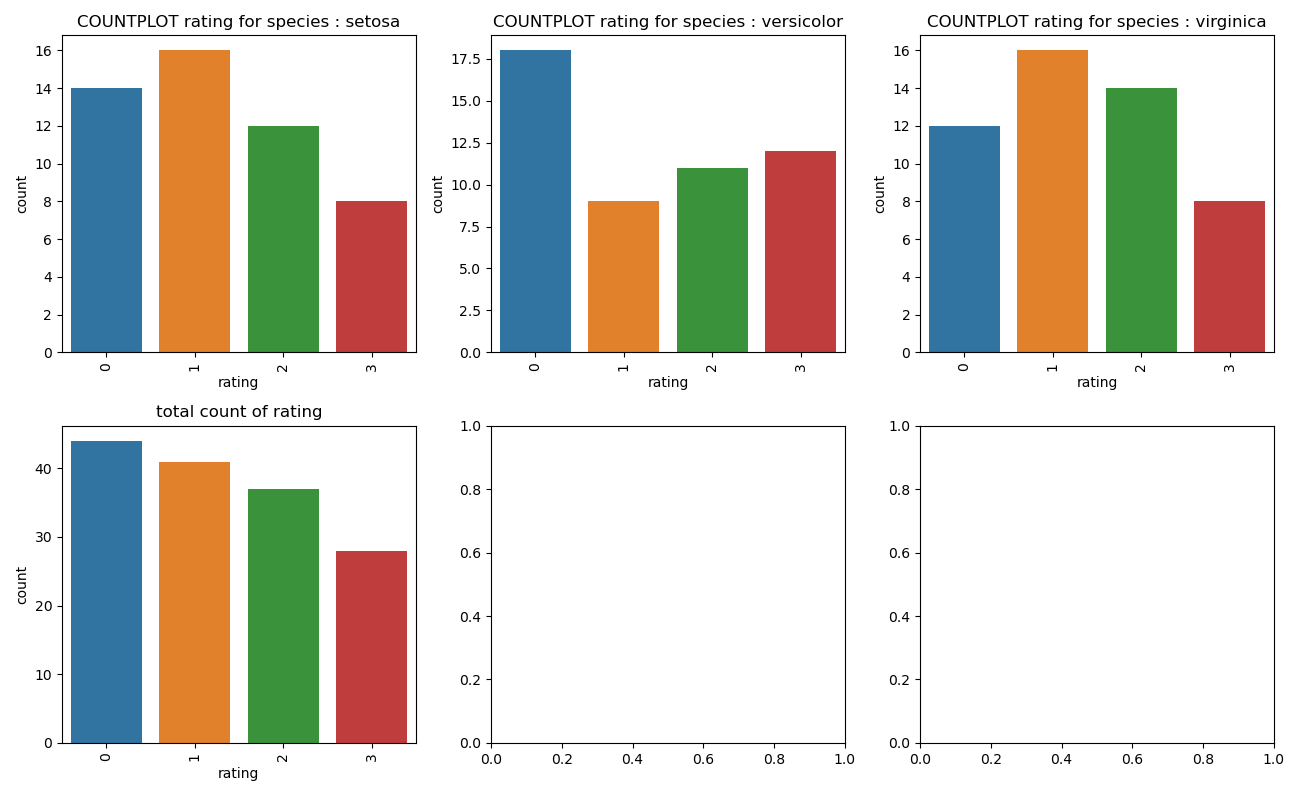 COUNTPLOT rating for species : setosa
16
14
12
10
8
6
4
2
0
count
0 1 2 3
rating
COUNTPLOT rating for species : versicolor
17.5
15.0
12.5
10.0
7.5
5.0
2.5
0.0
count
0 1 2 3
rating
COUNTPLOT rating for species : virginica
16
14
12
10
8
6
4
2
0
count
0 1 2 3
rating
total count of rating
40
30
20
10
0
count
0 1 2 3
rating
1.0
0.8
0.6
0.4
0.2
0.0
0.0 0.2 0.4 0.6 0.8 1.0
1.0
0.8
0.6
0.4
0.2
0.0
0.0 0.2 0.4 0.6 0.8 1.0